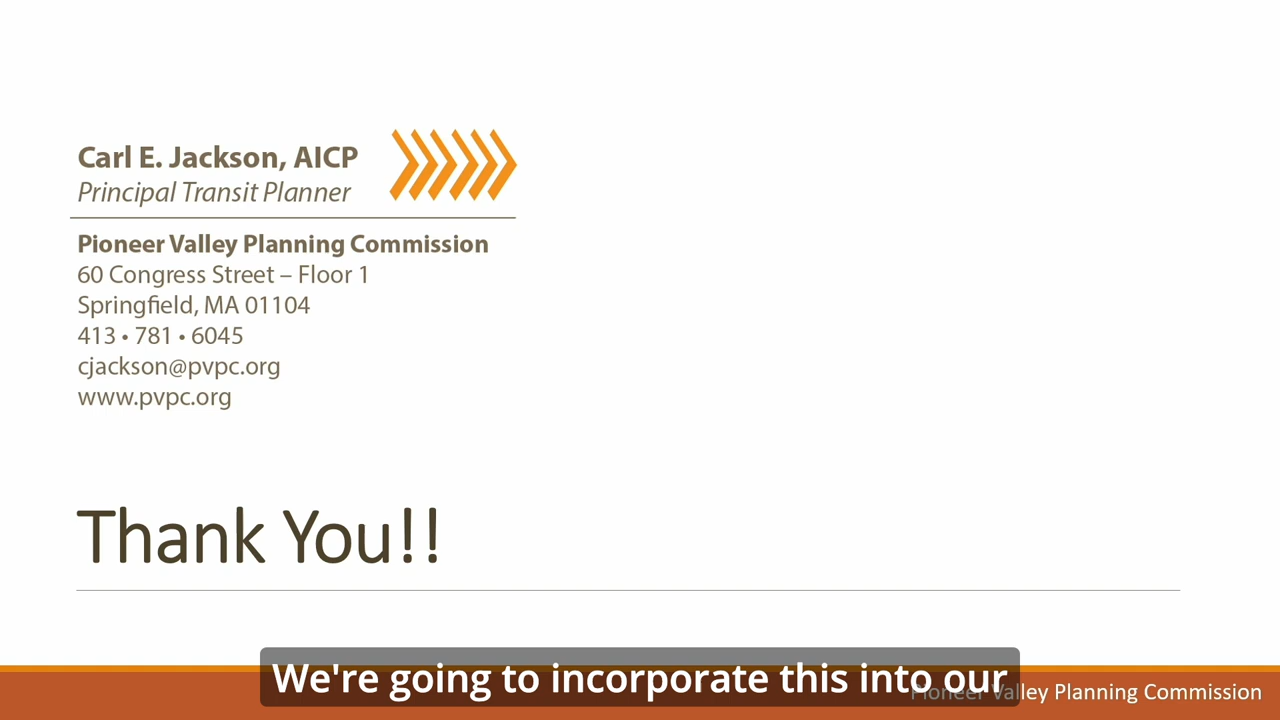 Carl E. Jackson, AICP
Principal Transit Planner
Pioneer Valley Planning Commission
60 Congress Street – Floor 1
Springfield, MA 01104
413 • 781 • 6045
cjackson@pvpc.org
www.pvpc.org
Thank You!!
We're going to incorporate this into our
Pioneer Valley Planning Commission